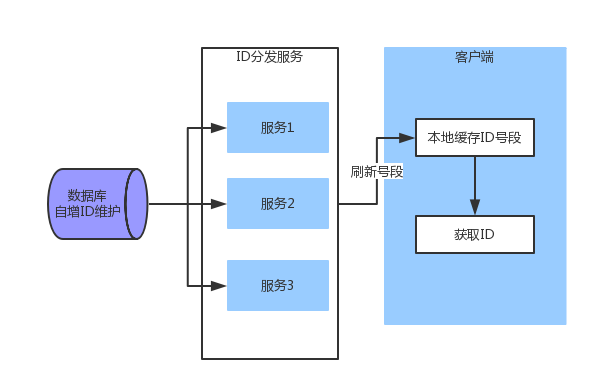 ID分发服务
客户端
服务1
本地缓存ID号段
刷新号段
数据库
自增ID维护
服务2
获取ID
服务3